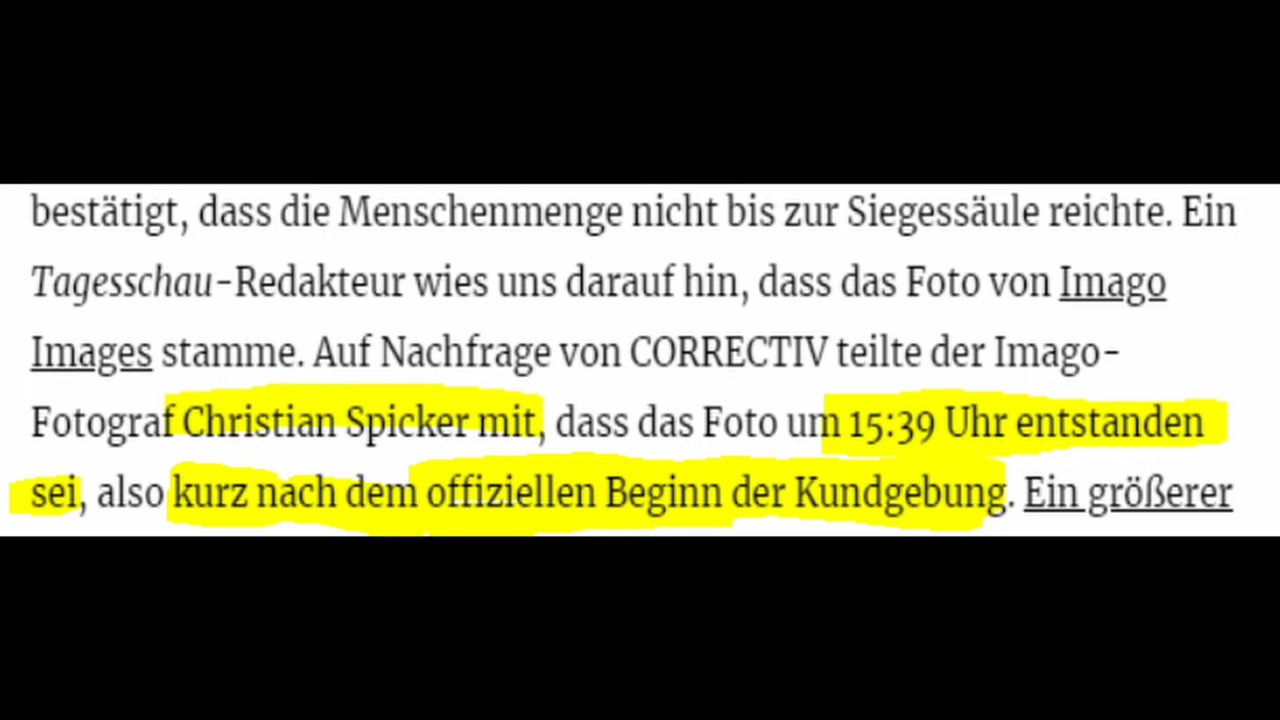 bestätigt, dass die Menschenmenge nicht bis zur Siegessäule reichte. Ein
Tagesschau-Redakteur wies uns darauf hin, dass das Foto von Imago
Images stamme. Auf Nachfrage von CORRECTIV teilte der Imago-
Fotograf Christian Spicker mit, dass das Foto um 15:39 Uhr entstanden
sei, also kurz nach dem offiziellen Beginn der Kundgebung. Ein größerer